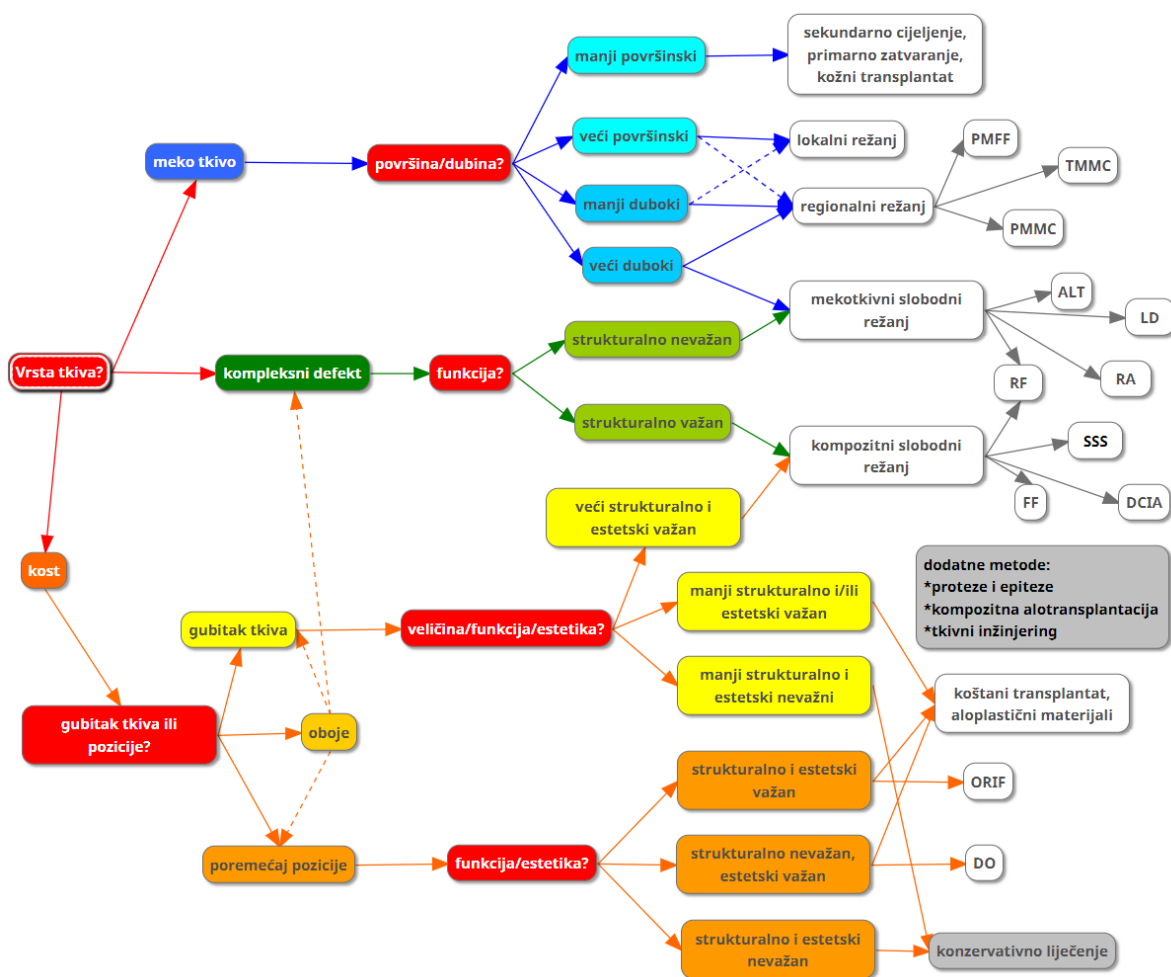 sekundarno cijeljenje,
primarno zatvaranje,
kožni transplantat
manji površinski
veći površinski
lokalni režanj
PMFF
meko tkivo
površina/dubina?
TMMC
manji duboki
regionalni režanj
PMMC
veći duboki
mekotkivni slobodni
režanj
ALT
LD
strukturalno nevažan
Vrsta tkiva?
kompleksni defekt
funkcija?
RF
RA
strukturalno važan
kompozitni slobodni
režanj
SSS
FF
DCIA
veći strukturalno i
estetski važan
kost
dodatne metode:
*proteze i epiteze
*kompozitna alotransplantacija
*tkivni inžinjering
manji strukturalno i/ili
estetski važan
gubitak tkiva
veličina/funkcija/estetika?
manji strukturalno i
estetski nevažni
koštani transplantat,
aloplastični materijali
gubitak tkiva ili
pozicije?
oboje
strukturalno i estetski
važan
ORIF
poremećaj pozicije
funkcija/estetika?
strukturalno nevažan,
estetski važan
DO
strukturalno i estetski
nevažan
konzervativno liječenje